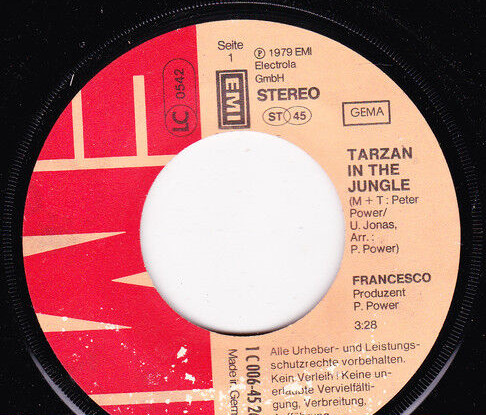 Seite
1
℗ 1979 EMI
Electrola
GmbH
LC 0542
EMI
STEREO
ST 45
GEMA
TARZAN
IN THE
JUNGLE
(M + T : Peter
Power/
U. Jonas,
Arr. :
P. Power)
FRANCESCO
Produzent
P. Power
3:28
1 C 006-452
Made in Germ
Alle Urheber- und Leistungs-
schutzrechte vorbehalten.
Kein Verleih! Keine un-
erlaubte Vervielfälti-
gung, Vermietung,